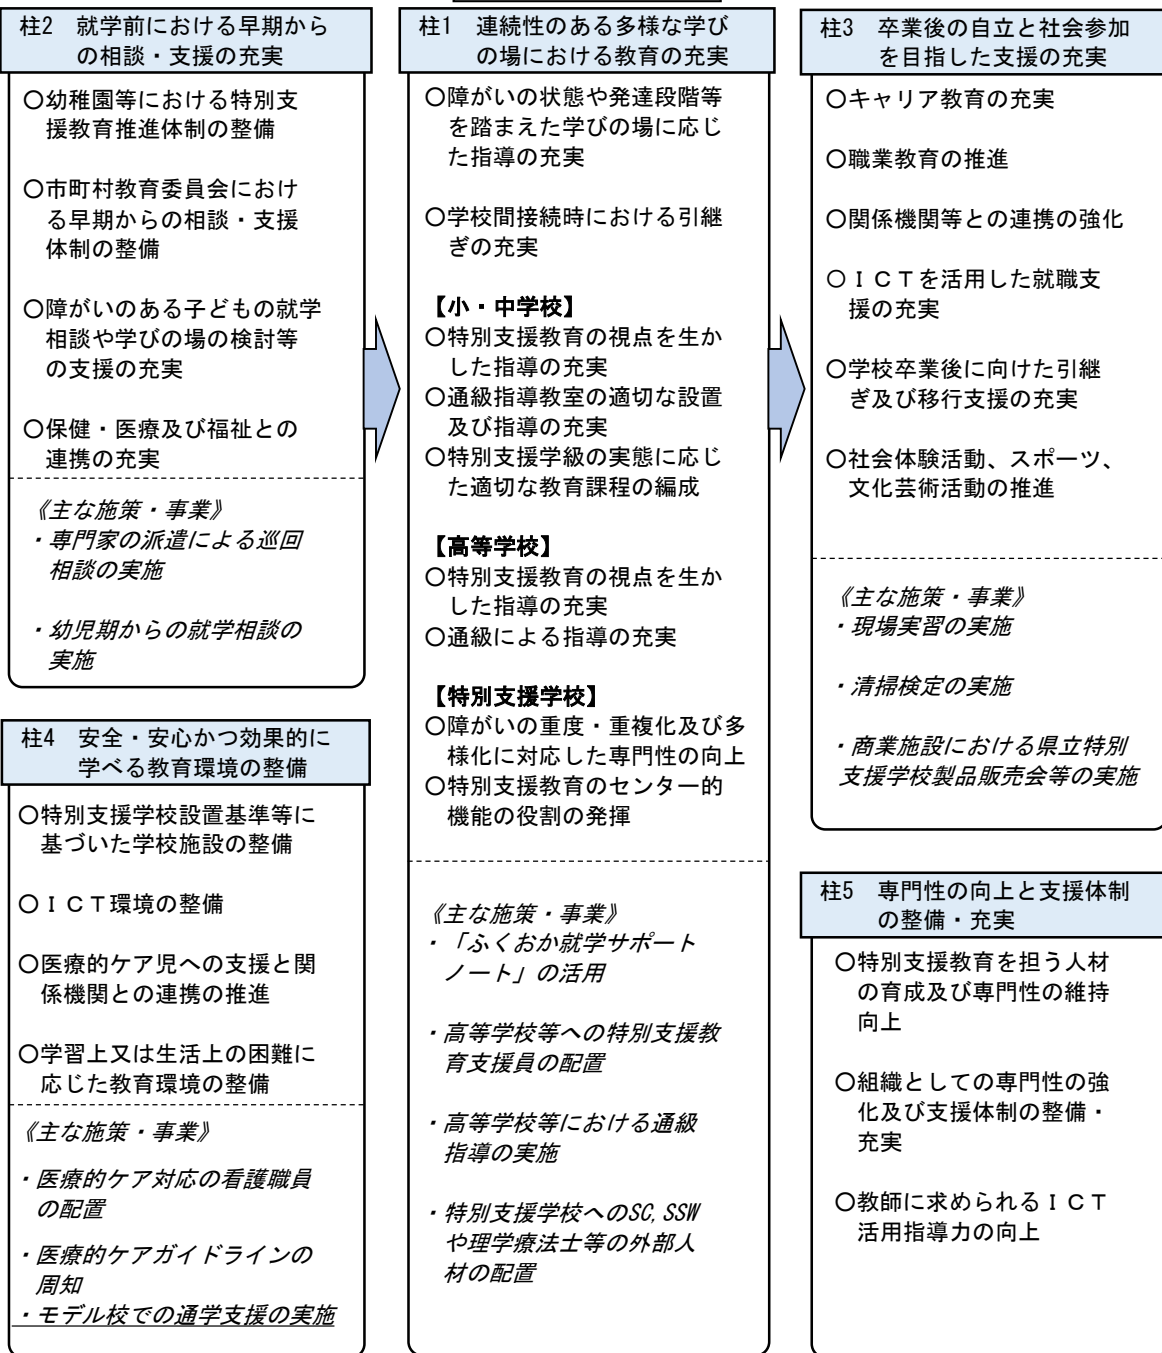 柱2　就学前における早期から
の相談・支援の充実
〇幼稚園等における特別支
援教育推進体制の整備
〇市町村教育委員会におけ
る早期からの相談・支援
体制の整備
〇障がいのある子どもの就学
相談や学びの場の検討等
の支援の充実
〇保健・医療及び福祉との
連携の充実
《主な施策・事業》
・専門家の派遣による巡回
相談の実施
・幼児期からの就学相談の
実施
柱4　安全・安心かつ効果的に
学べる教育環境の整備
〇特別支援学校設置基準等に
基づいた学校施設の整備
〇ＩＣＴ環境の整備
〇医療的ケア児への支援と関
係機関との連携の推進
〇学習上又は生活上の困難に
応じた教育環境の整備
《主な施策・事業》
・医療的ケア対応の看護職員
の配置
・医療的ケアガイドラインの
周知
・モデル校での通学支援の実施
柱1　連続性のある多様な学び
の場における教育の充実
〇障がいの状態や発達段階等
を踏まえた学びの場に応じ
た指導の充実
〇学校間接続時における引継
ぎの充実
【小・中学校】
〇特別支援教育の視点を生か
した指導の充実
〇通級指導教室の適切な設置
及び指導の充実
〇特別支援学級の実態に応じ
た適切な教育課程の編成
【高等学校】
〇特別支援教育の視点を生か
した指導の充実
〇通級による指導の充実
【特別支援学校】
〇障がいの重度・重複化及び多
様化に対応した専門性の向上
〇特別支援教育のセンター的
機能の役割の発揮
《主な施策・事業》
・「ふくおか就学サポート
ノート」の活用
・高等学校等への特別支援教
育支援員の配置
・高等学校等における通級
指導の実施
・特別支援学校へのSC,SSW
や理学療法士等の外部人
材の配置
柱3　卒業後の自立と社会参加
を目指した支援の充実
〇キャリア教育の充実
〇職業教育の推進
〇関係機関等との連携の強化
〇ＩＣＴを活用した就職支
援の充実
〇学校卒業後に向けた引継
ぎ及び移行支援の充実
〇社会体験活動、スポーツ、
文化芸術活動の推進
《主な施策・事業》
・現場実習の実施
・清掃検定の実施
・商業施設における県立特別
支援学校製品販売会等の実施
柱5　専門性の向上と支援体制
の整備・充実
〇特別支援教育を担う人材
の育成及び専門性の維持
向上
〇組織としての専門性の強
化及び支援体制の整備・
充実
〇教師に求められるＩＣＴ
活用指導力の向上